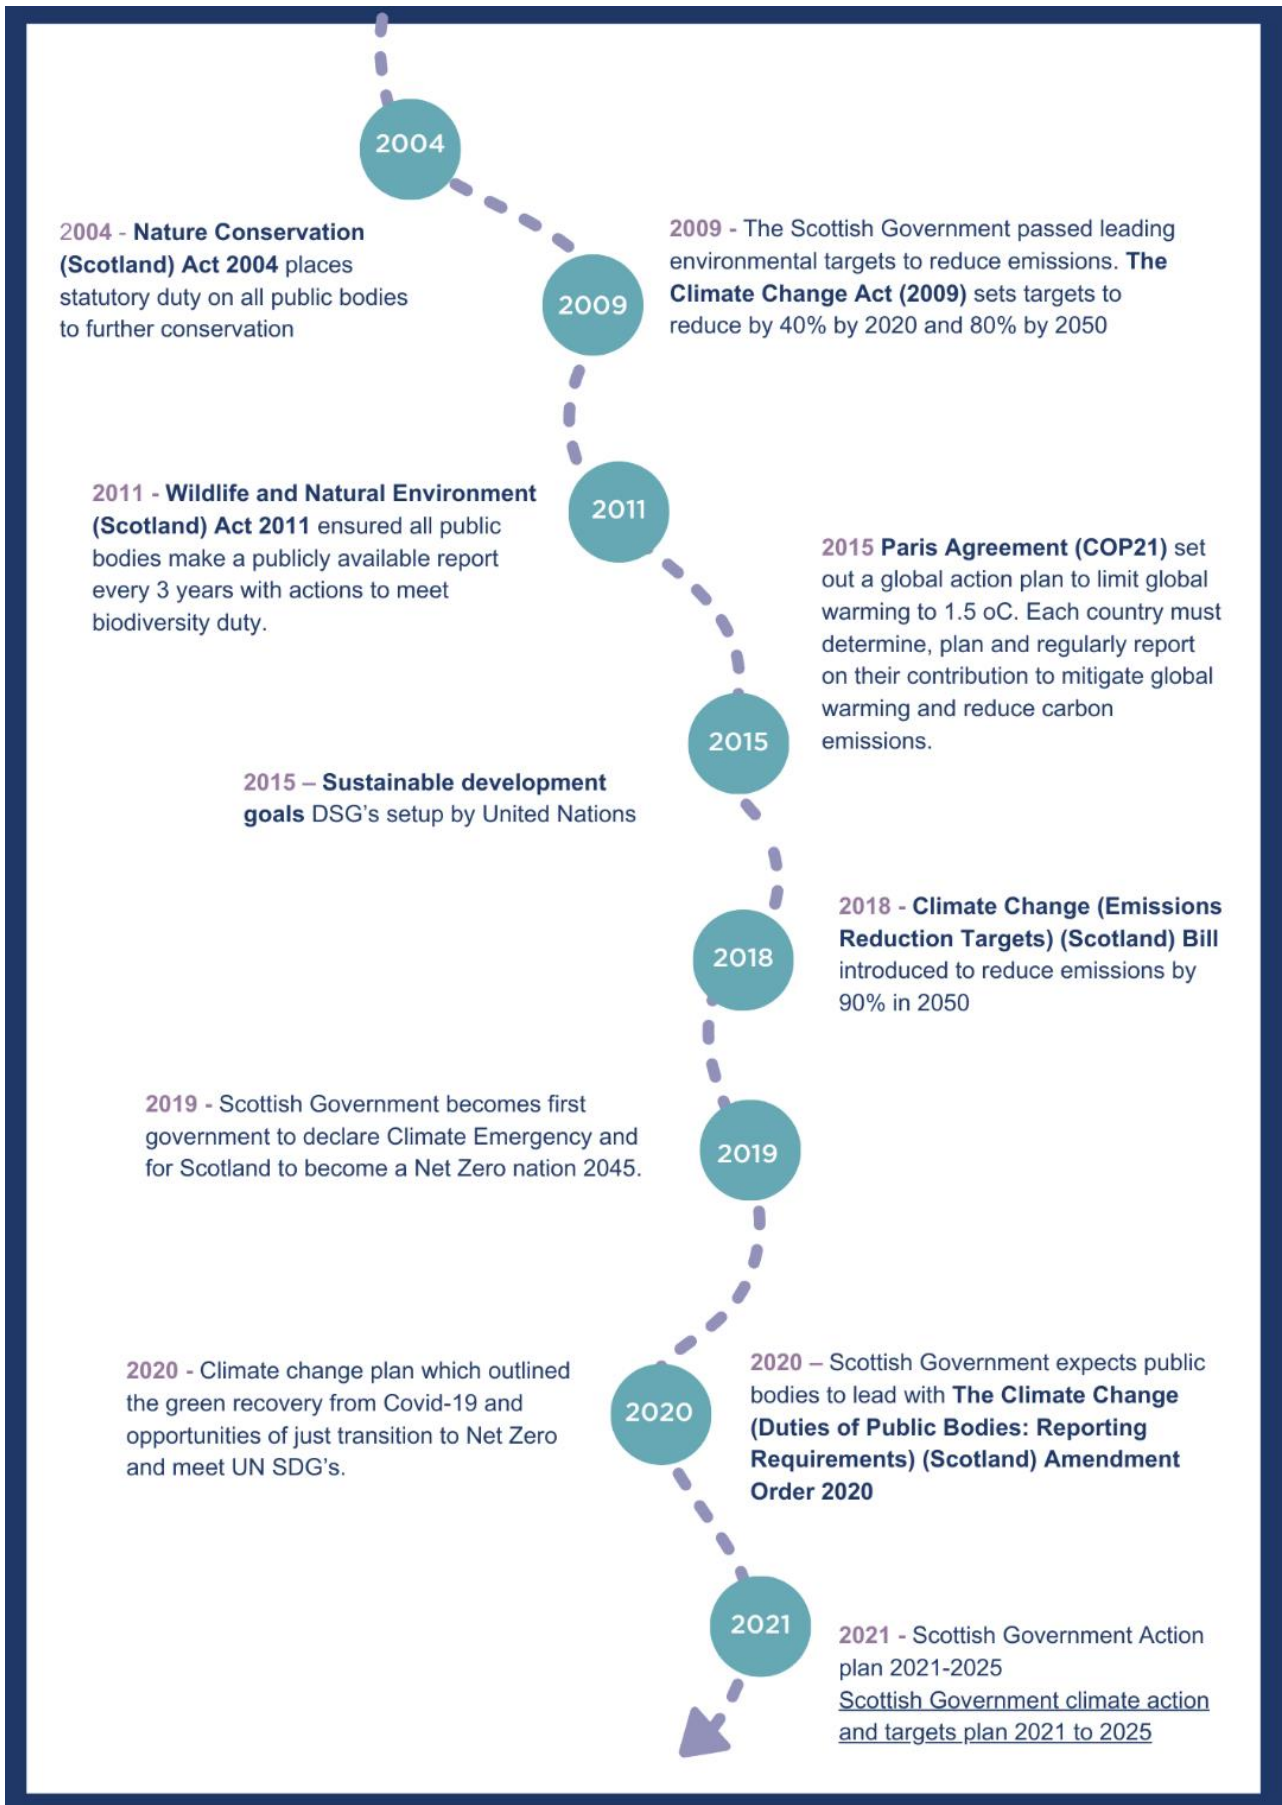 2004
2004 - Nature Conservation
(Scotland) Act 2004 places
statutory duty on all public bodies
to further conservation
2009
2009 - The Scottish Government passed leading
environmental targets to reduce emissions. The
Climate Change Act (2009) sets targets to
reduce by 40% by 2020 and 80% by 2050
2011
2011 - Wildlife and Natural Environment
(Scotland) Act 2011 ensured all public
bodies make a publicly available report
every 3 years with actions to meet
biodiversity duty.
2015 Paris Agreement (COP21) set
out a global action plan to limit global
warming to 1.5 oC. Each country must
determine, plan and regularly report
on their contribution to mitigate global
warming and reduce carbon
emissions.
2015
2015 – Sustainable development
goals DSG's setup by United Nations
2018
2018 - Climate Change (Emissions
Reduction Targets) (Scotland) Bill
introduced to reduce emissions by
90% in 2050
2019 - Scottish Government becomes first
government to declare Climate Emergency and
for Scotland to become a Net Zero nation 2045.
2019
2020 - Climate change plan which outlined
the green recovery from Covid-19 and
opportunities of just transition to Net Zero
and meet UN SDG's.
2020
2020 – Scottish Government expects public
bodies to lead with The Climate Change
(Duties of Public Bodies: Reporting
Requirements) (Scotland) Amendment
Order 2020
2021
2021 - Scottish Government Action
plan 2021-2025
Scottish Government climate action
and targets plan 2021 to 2025